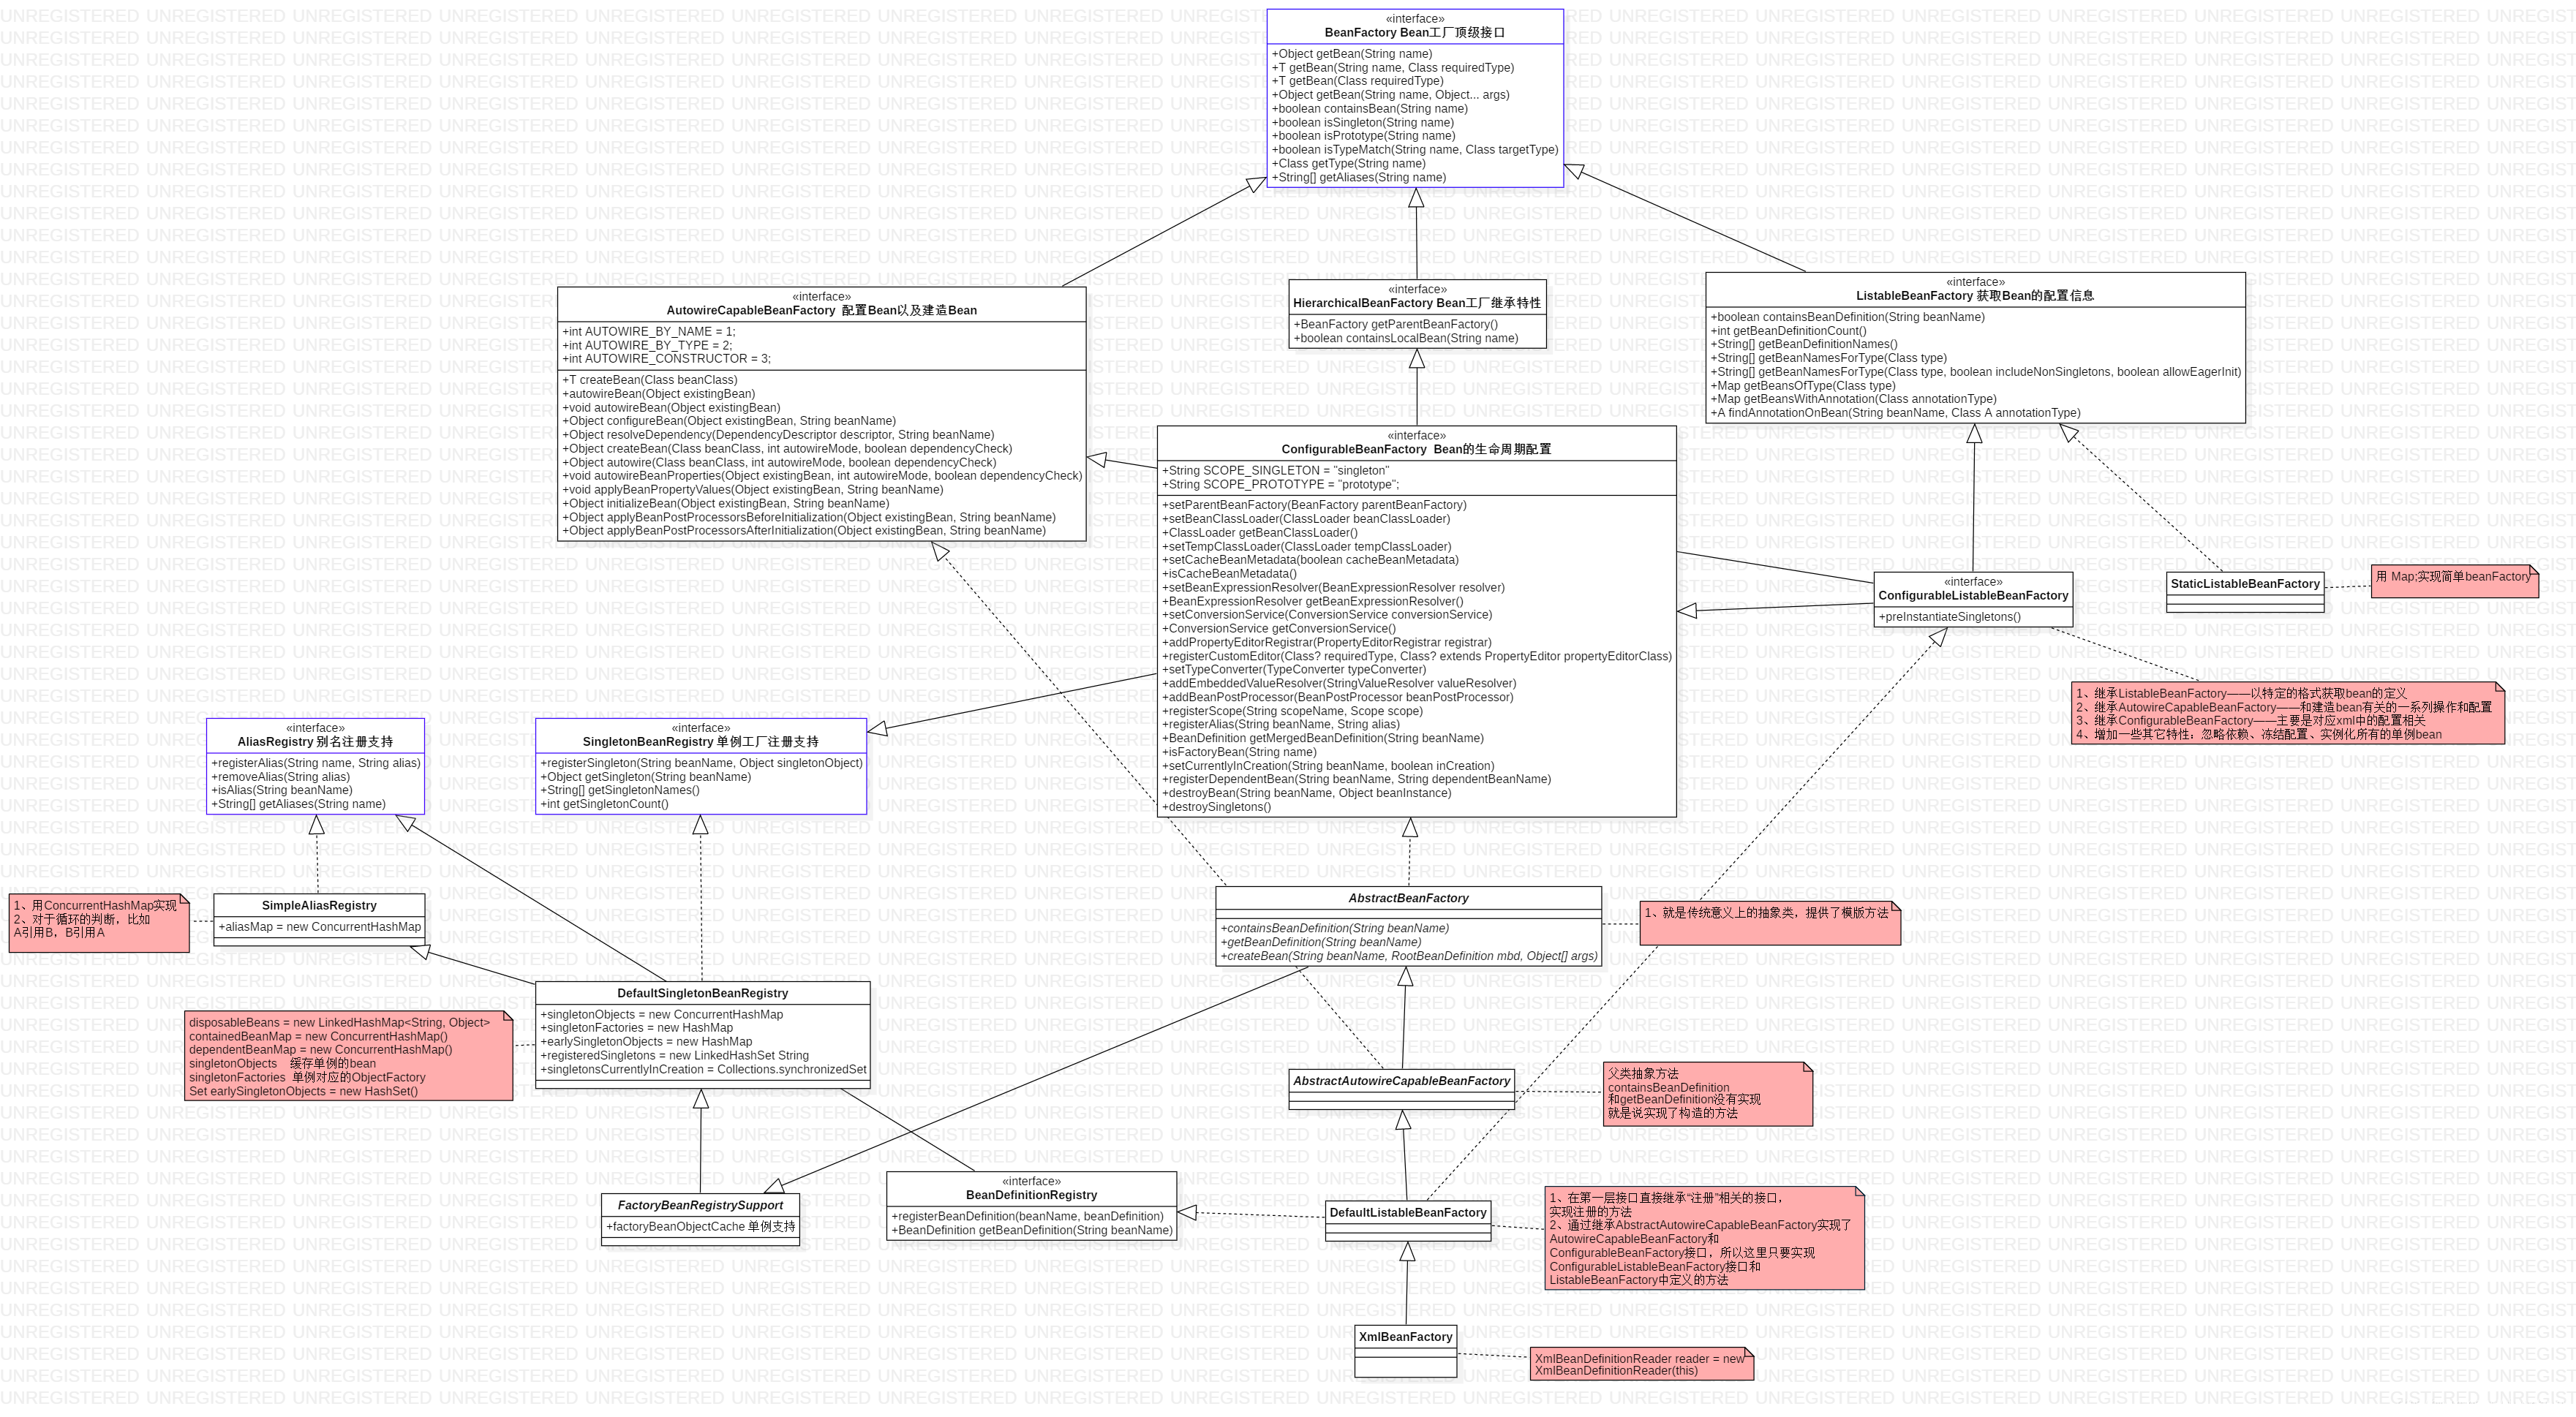 «interface»
BeanFactory Bean工厂顶级接口
+Object getBean(String name)
+T getBean(String name, Class requiredType)
+T getBean(Class requiredType)
+Object getBean(String name, Object... args)
+boolean containsBean(String name)
+boolean isSingleton(String name)
+boolean isPrototype(String name)
+boolean isTypeMatch(String name, Class targetType)
+Class getType(String name)
+String[] getAliases(String name)
«interface»
AutowireCapableBeanFactory 配置Bean以及建造Bean
+int AUTOWIRE_BY_NAME = 1;
+int AUTOWIRE_BY_TYPE = 2;
+int AUTOWIRE_CONSTRUCTOR = 3;
+T createBean(Class beanClass)
+autowireBean(Object existingBean)
+void autowireBean(Object existingBean)
+Object configureBean(Object existingBean, String beanName)
+Object resolveDependency(DependencyDescriptor descriptor, String beanName)
+Object createBean(Class beanClass, int autowireMode, boolean dependencyCheck)
+Object autowire(Class beanClass, int autowireMode, boolean dependencyCheck)
+void autowireBeanProperties(Object existingBean, int autowireMode, boolean dependencyCheck)
+void applyBeanPropertyValues(Object existingBean, String beanName)
+Object initializeBean(Object existingBean, String beanName)
+Object applyBeanPostProcessorsBeforeInitialization(Object existingBean, String beanName)
+Object applyBeanPostProcessorsAfterInitialization(Object existingBean, String beanName)
«interface»
HierarchicalBeanFactory Bean工厂继承特性
+BeanFactory getParentBeanFactory()
+boolean containsLocalBean(String name)
«interface»
ListableBeanFactory 获取Bean的配置信息
+boolean containsBeanDefinition(String beanName)
+int getBeanDefinitionCount()
+String[] getBeanDefinitionNames()
+String[] getBeanNamesForType(Class type)
+String[] getBeanNamesForType(Class type, boolean includeNonSingletons, boolean allowEagerInit)
+Map getBeansOfType(Class type)
+Map getBeansWithAnnotation(Class annotationType)
+A findAnnotationOnBean(String beanName, Class A annotationType)
«interface»
ConfigurableBeanFactory Bean的生命周期配置
+String SCOPE_SINGLETON = "singleton"
+String SCOPE_PROTOTYPE = "prototype";
+setParentBeanFactory(BeanFactory parentBeanFactory)
+setBeanClassLoader(ClassLoader beanClassLoader)
+ClassLoader getBeanClassLoader()
+setTempClassLoader(ClassLoader tempClassLoader)
+setCacheBeanMetadata(boolean cacheBeanMetadata)
+isCacheBeanMetadata()
+setBeanExpressionResolver(BeanExpressionResolver resolver)
+BeanExpressionResolver getBeanExpressionResolver()
+setConversionService(ConversionService conversionService)
+ConversionService getConversionService()
+addPropertyEditorRegistrar(PropertyEditorRegistrar registrar)
+registerCustomEditor(Class? requiredType, Class? extends PropertyEditor propertyEditorClass)
+setTypeConverter(TypeConverter typeConverter)
+addEmbeddedValueResolver(StringValueResolver valueResolver)
+addBeanPostProcessor(BeanPostProcessor beanPostProcessor)
+registerScope(String scopeName, Scope scope)
+registerAlias(String beanName, String alias)
+BeanDefinition getMergedBeanDefinition(String beanName)
+isFactoryBean(String name)
+setCurrentlyInCreation(String beanName, boolean inCreation)
+registerDependentBean(String beanName, String dependentBeanName)
+destroyBean(String beanName, Object beanInstance)
+destroySingletons()
«interface»
ConfigurableListableBeanFactory
+preInstantiateSingletons()
StaticListableBeanFactory
用 Map;实现简单beanFactory
1、继承ListableBeanFactory——以特定的格式获取bean的定义
2、继承AutowireCapableBeanFactory——和建造bean有关的一系列操作和配置
3、继承ConfigurableBeanFactory——主要是对应xml中的配置相关
4、增加一些其它特性：忽略依赖、冻结配置、实例化所有的单例bean
«interface»
AliasRegistry 别名注册支持
+registerAlias(String name, String alias)
+removeAlias(String alias)
+isAlias(String beanName)
+String[] getAliases(String name)
«interface»
SingletonBeanRegistry 单例工厂注册支持
+registerSingleton(String beanName, Object singletonObject)
+Object getSingleton(String beanName)
+String[] getSingletonNames()
+int getSingletonCount()
1、用ConcurrentHashMap实现
2、对于循环的判断，比如
A引用B，B引用A
SimpleAliasRegistry
+aliasMap = new ConcurrentHashMap
AbstractBeanFactory
+containsBeanDefinition(String beanName)
+getBeanDefinition(String beanName)
+createBean(String beanName, RootBeanDefinition mbd, Object[] args)
1、就是传统意义上的抽象类，提供了模版方法
disposableBeans = new LinkedHashMap<String, Object>
containedBeanMap = new ConcurrentHashMap()
dependentBeanMap = new ConcurrentHashMap()
singletonObjects 缓存单例的bean
singletonFactories 单例对应的ObjectFactory
Set earlySingletonObjects = new HashSet()
DefaultSingletonBeanRegistry
+singletonObjects = new ConcurrentHashMap
+singletonFactories = new HashMap
+earlySingletonObjects = new HashMap
+registeredSingletons = new LinkedHashSet String
+singletonsCurrentlyInCreation = Collections.synchronizedSet
AbstractAutowireCapableBeanFactory
父类抽象方法
containsBeanDefinition
和getBeanDefinition没有实现
就是说实现了构造的方法
FactoryBeanRegistrySupport
+factoryBeanObjectCache 单例支持
«interface»
BeanDefinitionRegistry
+registerBeanDefinition(beanName, beanDefinition)
+BeanDefinition getBeanDefinition(String beanName)
DefaultListableBeanFactory
1、在第一层接口直接继承“注册”相关的接口，
实现注册的方法
2、通过继承AbstractAutowireCapableBeanFactory实现了
AutowireCapableBeanFactory和
ConfigurableBeanFactory接口，所以这里只要实现
ConfigurableListableBeanFactory接口和
ListableBeanFactory中定义的方法
XmlBeanFactory
XmlBeanDefinitionReader reader = new
XmlBeanDefinitionReader(this)